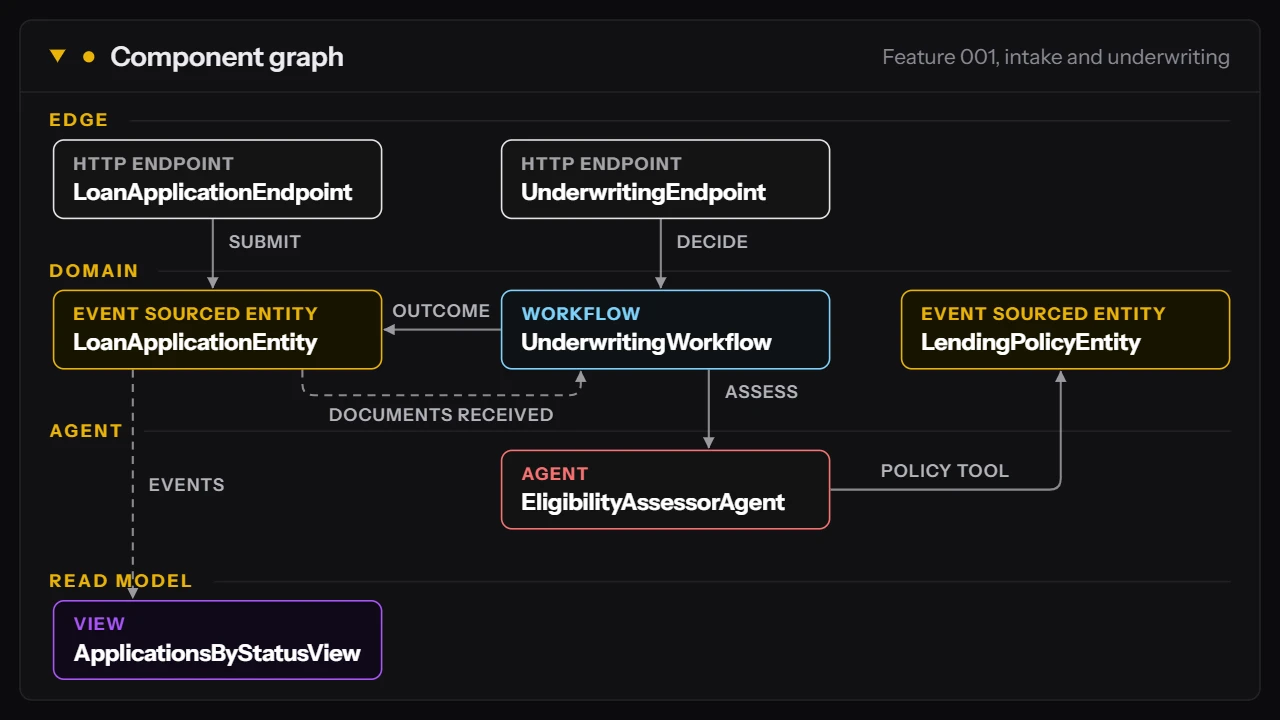 Component graph
Feature 001, intake and underwriting
EDGE
HTTP ENDPOINT
LoanApplicationEndpoint
HTTP ENDPOINT
UnderwritingEndpoint
SUBMIT
DECIDE
DOMAIN
EVENT SOURCED ENTITY
LoanApplicationEntity
OUTCOME
WORKFLOW
UnderwritingWorkflow
EVENT SOURCED ENTITY
LendingPolicyEntity
DOCUMENTS RECEIVED
ASSESS
AGENT
EVENTS
AGENT
EligibilityAssessorAgent
POLICY TOOL
READ MODEL
VIEW
ApplicationsByStatusView